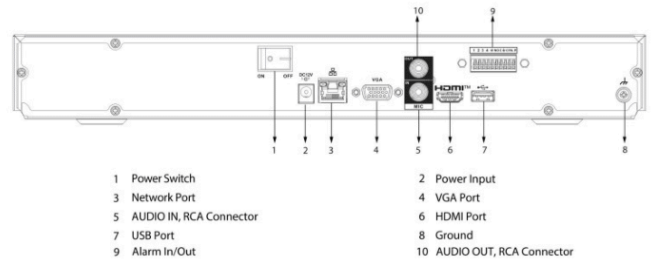 10
9
ON OFF
DC12V
VGA
HDMI™
MIC
1
2
3
4
5
6
7
8
1 Power Switch
2 Power Input
3 Network Port
4 VGA Port
5 AUDIO IN, RCA Connector
6 HDMI Port
7 USB Port
8 Ground
9 Alarm In/Out
10 AUDIO OUT, RCA Connector